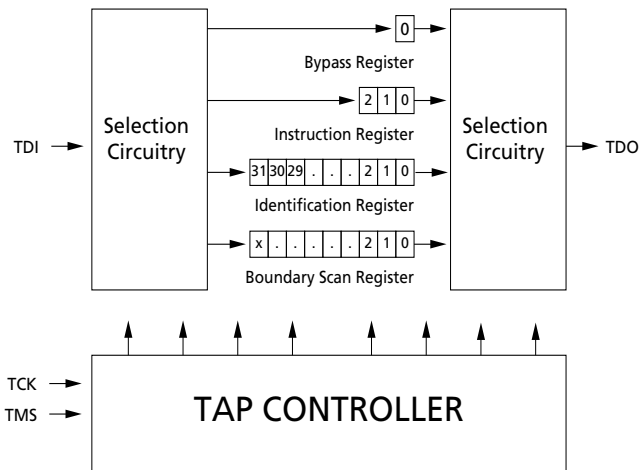 0
Bypass Register
2 1 0
Selection
Circuitry
Selection
Circuitry
TDI
TDO
Instruction Register
31 30 29 . . . 2 1 0
Identification Register
x . . . . . 2 1 0
Boundary Scan Register
TCK
TMS
TAP CONTROLLER